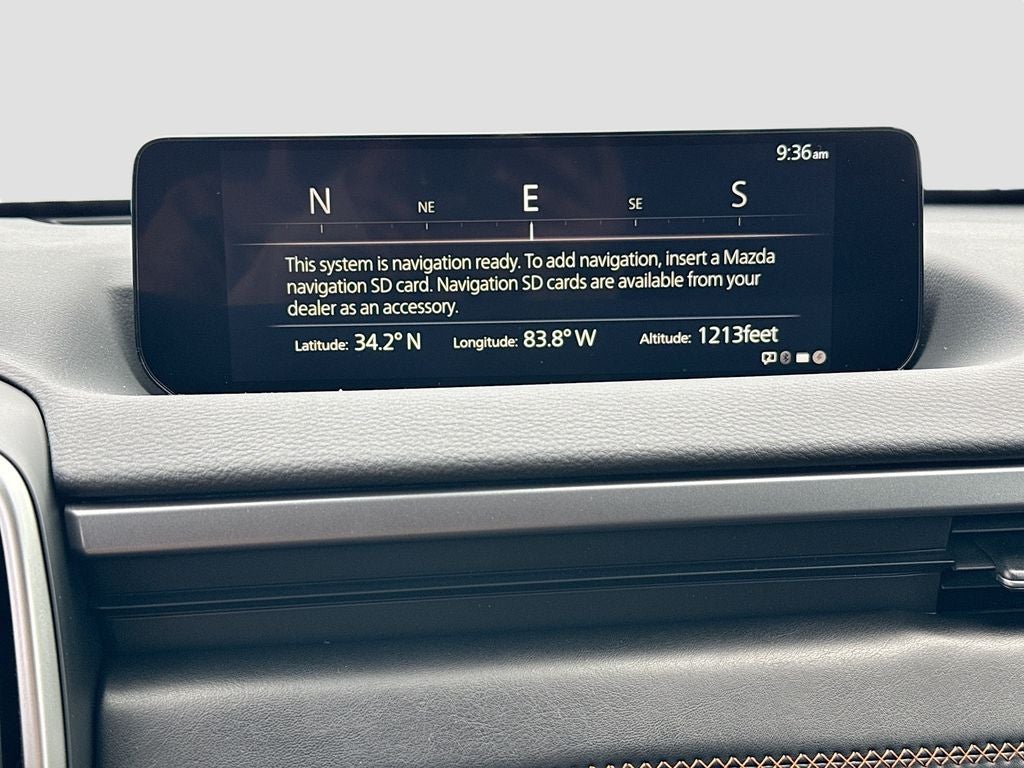 9:36am
N NE E SE S
This system is navigation ready. To add navigation, insert a Mazda
navigation SD card. Navigation SD cards are available from your
dealer as an accessory.
Latitude: 34.2° N Longitude: 83.8° W Altitude: 1213feet